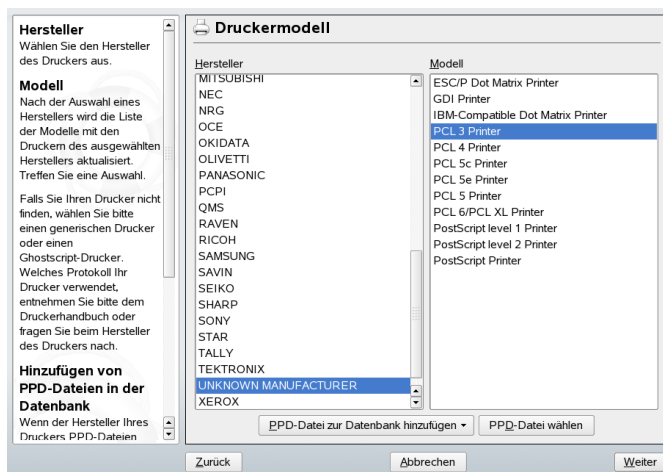 Hersteller
Wählen Sie den Hersteller
des Druckers aus.
Modell
Nach der Auswahl eines
Herstellers wird die Liste
der Modelle mit den
Druckern des ausgewählten
Herstellers aktualisiert.
Treffen Sie eine Auswahl.
Falls Sie Ihren Drucker nicht
finden, wählen Sie bitte
einen generischen Drucker
oder einen
Ghostscript-Drucker.
Welches Protokoll Ihr
Drucker verwendet,
entnehmen Sie bitte dem
Druckerhandbuch oder
fragen Sie beim Hersteller
des Druckers nach.
Hinzufügen von
PPD-Dateien in der
Datenbank
Wenn der Hersteller Ihres
Druckers PPD-Dateien
Druckermodell
Hersteller
MITSUBISHI
NEC
NRG
OCE
OKIDATA
OLIVETTI
PANASONIC
PCPI
QMS
RAVEN
RICOH
SAMSUNG
SAVIN
SEIKO
SHARP
SONY
STAR
TALLY
TEKTRONIX
UNKNOWN MANUFACTURER
XEROX
Modell
ESC/P Dot Matrix Printer
GDI Printer
IBM-Compatible Dot Matrix Printer
PCL 3 Printer
PCL 4 Printer
PCL 5c Printer
PCL 5e Printer
PCL 5 Printer
PCL 6/PCL XL Printer
PostScript level 1 Printer
PostScript level 2 Printer
PostScript Printer
PPD-Datei zur Datenbank hinzufügen
PPD-Datei wählen
Zurück
Abbrechen
Weiter